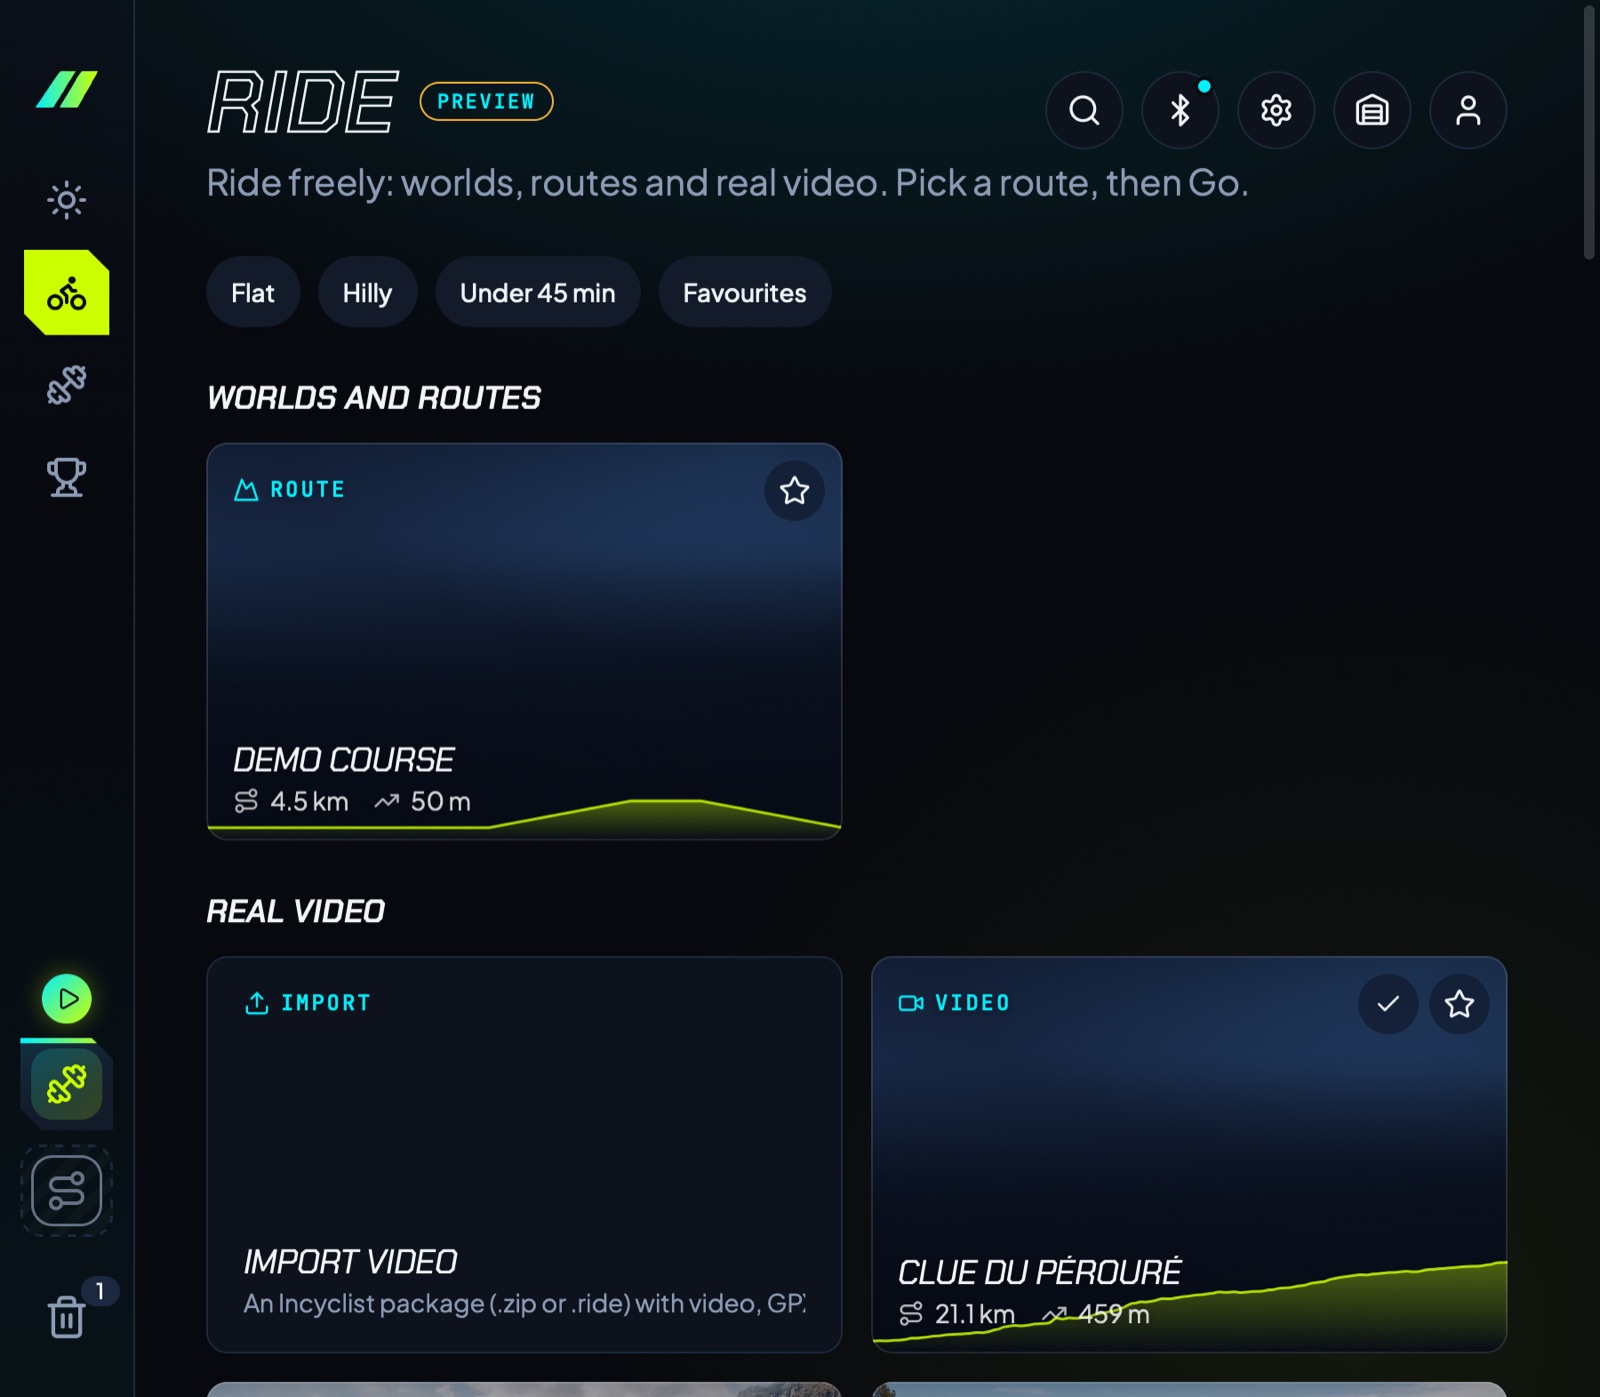 RIDE PREVIEW
Ride freely: worlds, routes and real video. Pick a route, then Go.
Flat Hilly Under 45 min Favourites
WORLDS AND ROUTES
ROUTE
DEMO COURSE
4.5 km 50 m
REAL VIDEO
IMPORT
IMPORT VIDEO
An Incyclist package (.zip or .ride) with video, GP
VIDEO
CLUE DU PÉROURÉ
21.1 km 459 m
1